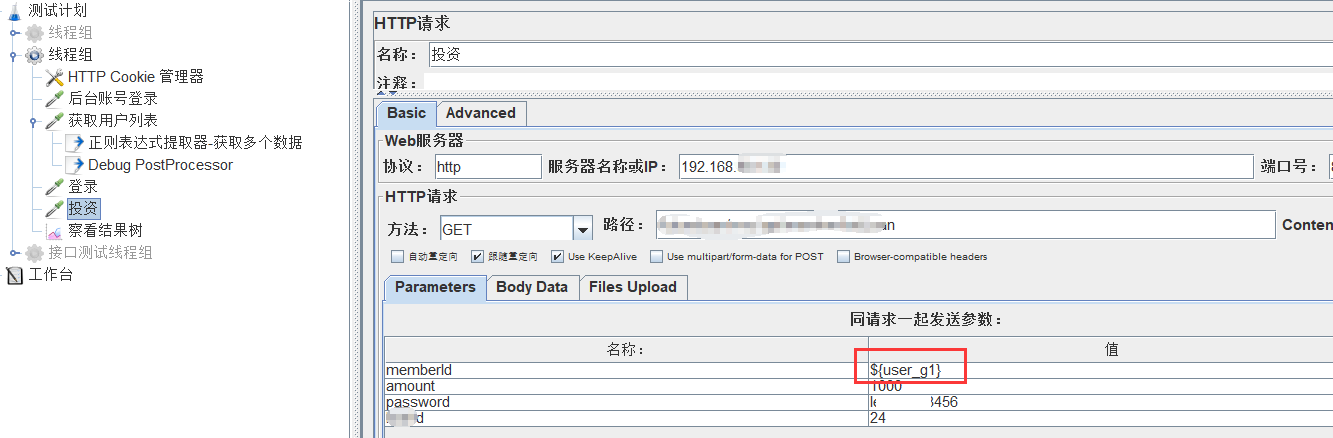 测试计划
线程组
线程组
HTTP Cookie 管理器
后台账号登录
获取用户列表
正则表达式提取器-获取多个数据
Debug PostProcessor
登录
投资
察看结果树
接口测试线程组
工作台
HTTP请求
名称： 投资
注释：
Basic Advanced
Web服务器
协议： http 服务器名称或IP： 192.168. 端口号：
HTTP请求
方法： GET 路径： an Conten
自动重定向 跟随重定向 Use KeepAlive Use multipart/form-data for POST Browser-compatible headers
Parameters Body Data Files Upload
同请求一起发送参数：
名称： 值
memberId ${user_g1}
amount 1000
password 3456
d 24